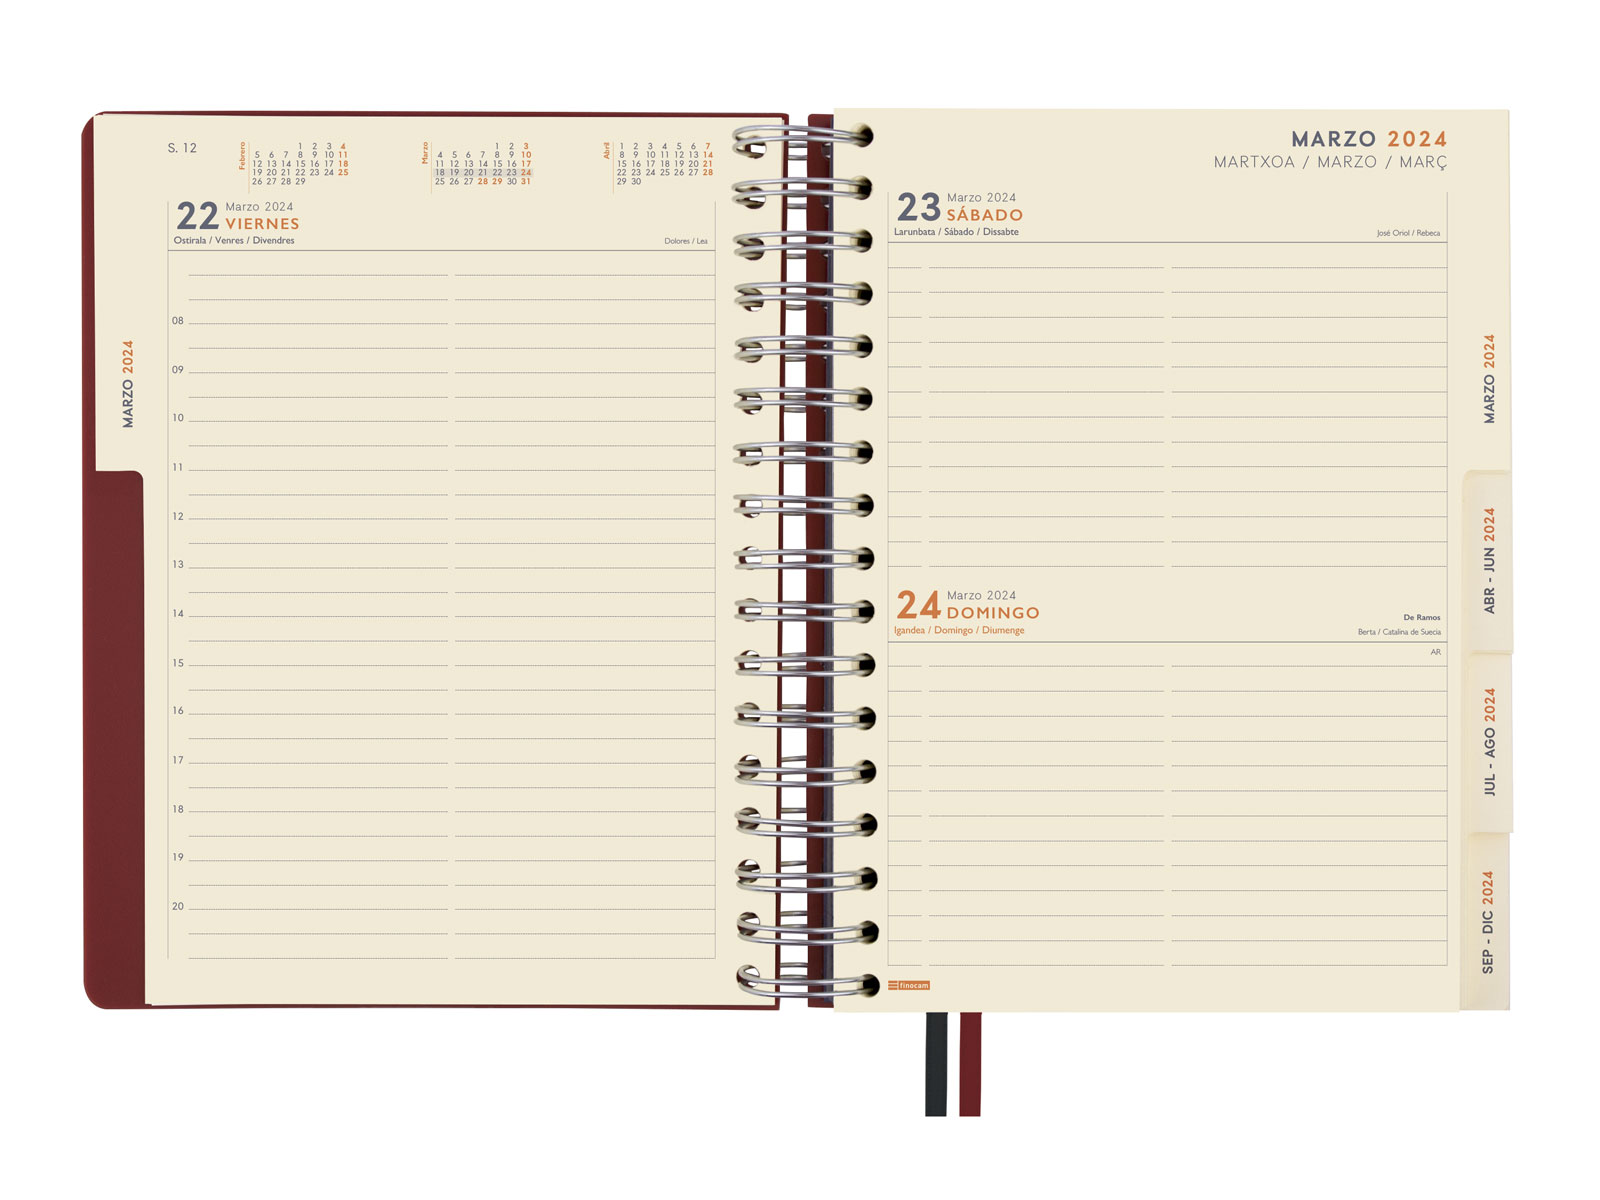 S. 12
Febrero
1 2 3 4
5 6 7 8 9 10 11
12 13 14 15 16 17 18
19 20 21 22 23 24 25
26 27 28 29
Marzo
1 2 3
4 5 6 7 8 9 10
11 12 13 14 15 16 17
18 19 20 21 22 23 24
25 26 27 28 29 30 31
Abril
1 2 3 4 5 6 7
8 9 10 11 12 13 14
15 16 17 18 19 20 21
22 23 24 25 26 27 28
29 30
22 Marzo 2024
VIERNES
Ostirala / Venres / Divendres
Dolores / Lea
08
09
10
11
12
13
14
15
16
17
18
19
20
MARZO 2024
MARZO 2024
MARTXOA / MARZO / MARÇ
23 Marzo 2024
SÁBADO
Larunbata / Sábado / Dissabte
José Oriol / Rebeca
24 Marzo 2024
DOMINGO
Igandea / Domingo / Diumenge
De Ramos
Berta / Catalina de Suecia
AR
finocam
MARZO 2024
ABR - JUN 2024
JUL - AGO 2024
SEP - DIC 2024